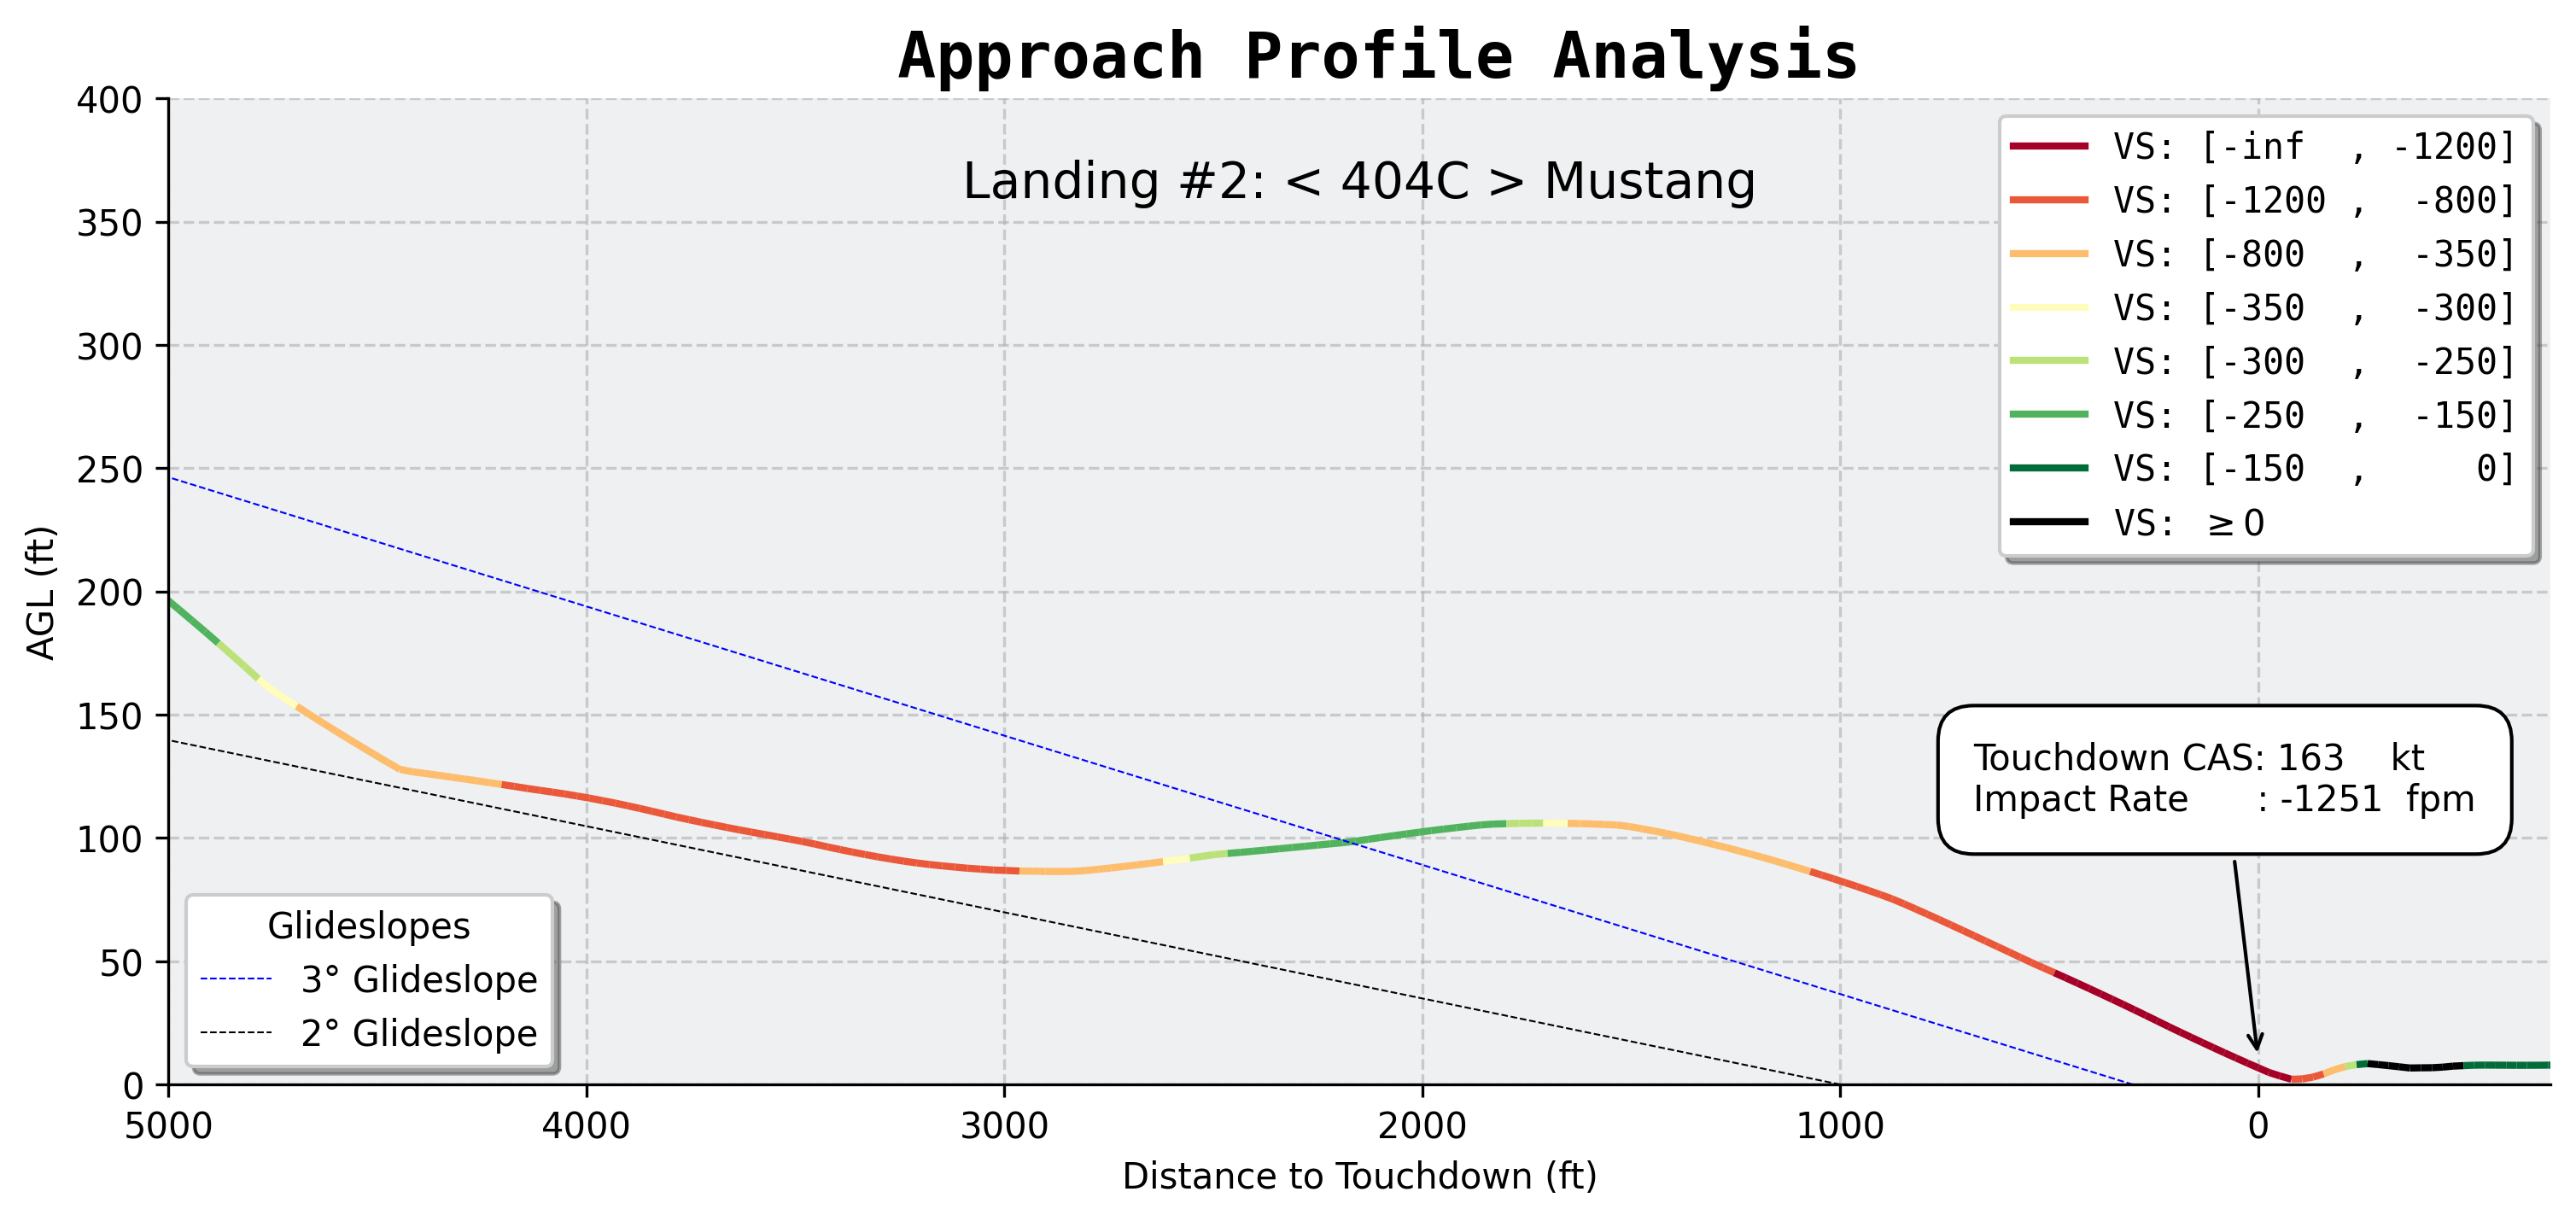 Approach Profile Analysis
Landing #2: < 404C > Mustang
400
350
300
250
200
150
100
50
0
AGL (ft)
VS: [-inf  , -1200]
VS: [-1200 ,  -800]
VS: [-800  ,  -350]
VS: [-350  ,  -300]
VS: [-300  ,  -250]
VS: [-250  ,  -150]
VS: [-150  ,     0]
VS: ≥0
Touchdown CAS: 163    kt
Impact Rate      : -1251  fpm
Glideslopes
3° Glideslope
2° Glideslope
5000 4000 3000 2000 1000 0
Distance to Touchdown (ft)